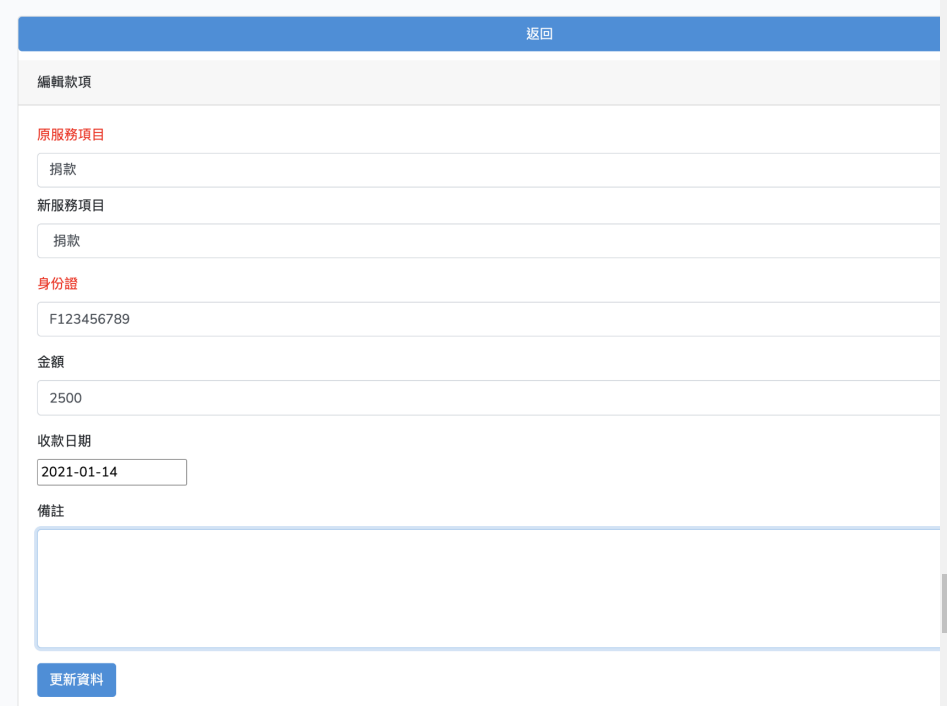 返回
編輯款項
原服務項目
捐款
新服務項目
捐款
身份證
F123456789
金額
2500
收款日期
2021-01-14
備註
更新資料